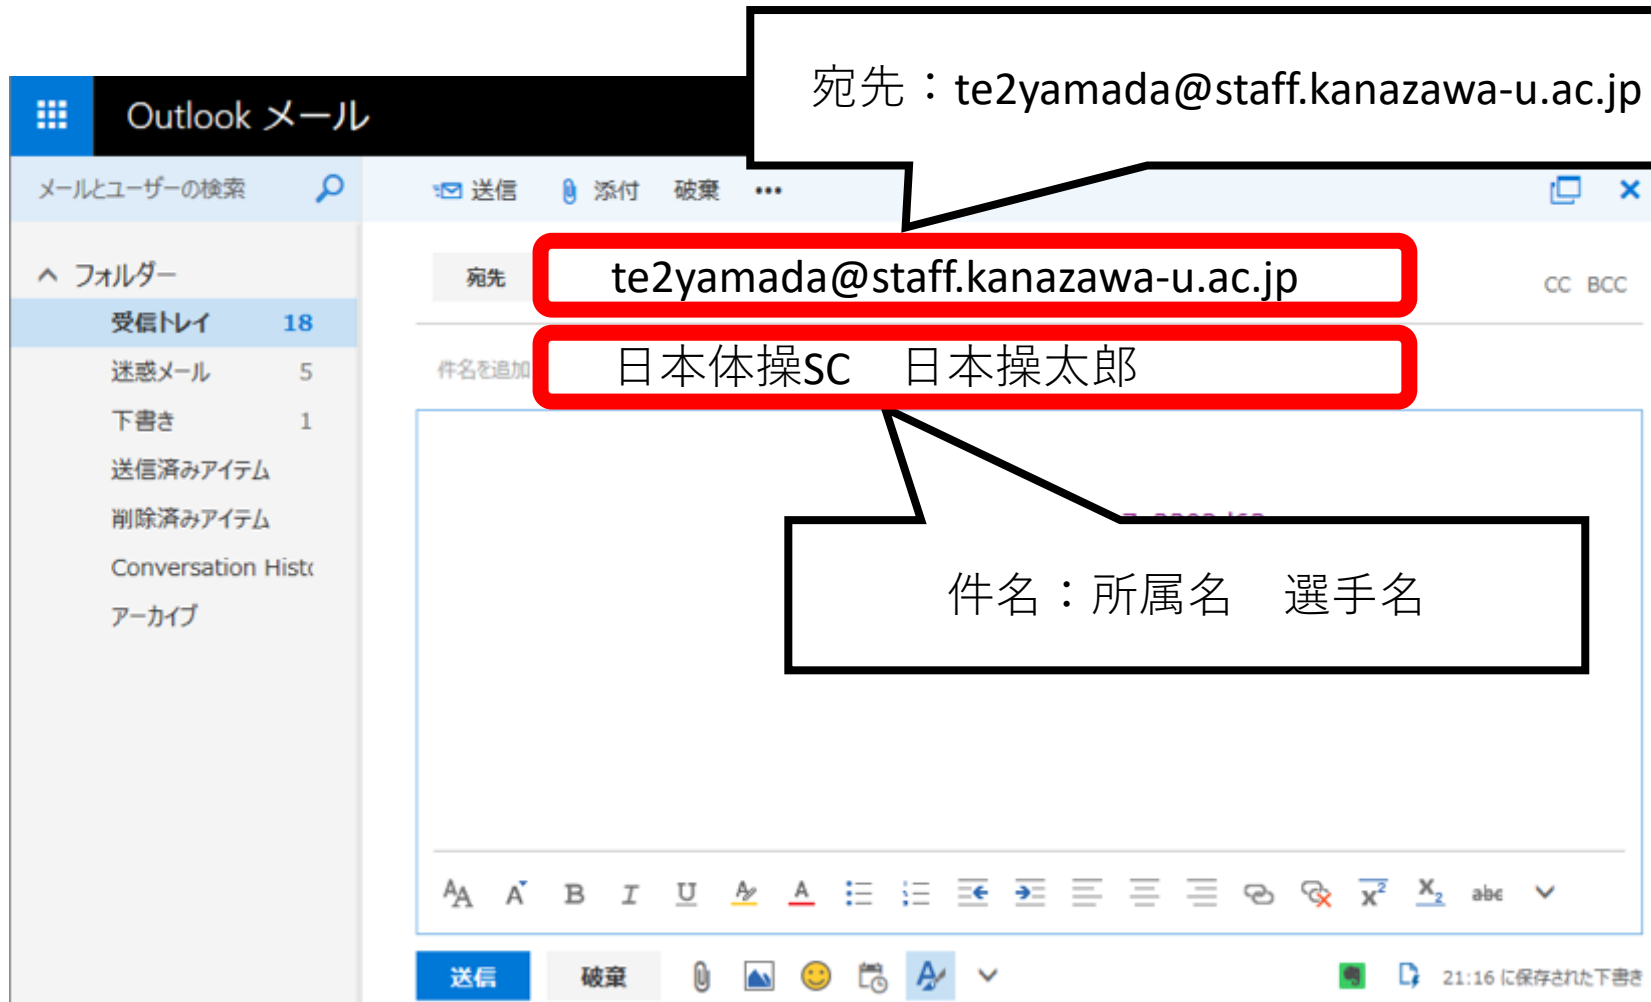 宛先：te2yamada@staff.kanazawa-u.ac.jp
Outlook メール
メールとユーザーの検索
送信 添付 破棄 •••
フォルダー
宛先 te2yamada@staff.kanazawa-u.ac.jp CC BCC
受信トレイ 18
件名を追加 日本体操SC　日本操太郎
迷惑メール 5
下書き 1
送信済みアイテム
削除済みアイテム
Conversation Histo
アーカイブ
件名：所属名　選手名
AA A B I U A A x² X₂ abc
送信 破棄 21:16 に保存された下書き